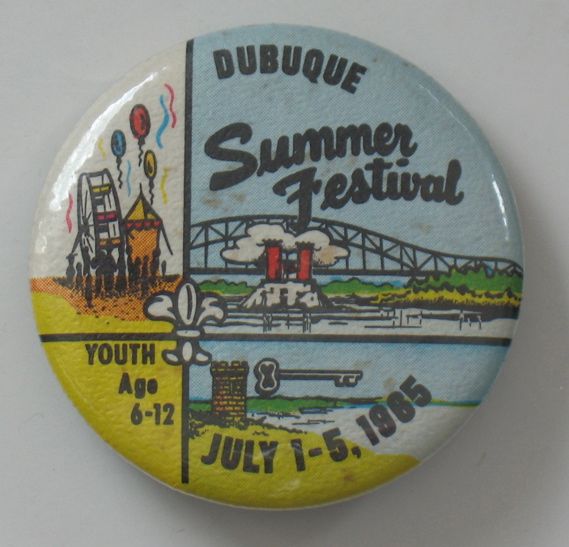 DUBUQUE
Summer
Festival
YOUTH
Age
6-12
JULY 1-5, 1985